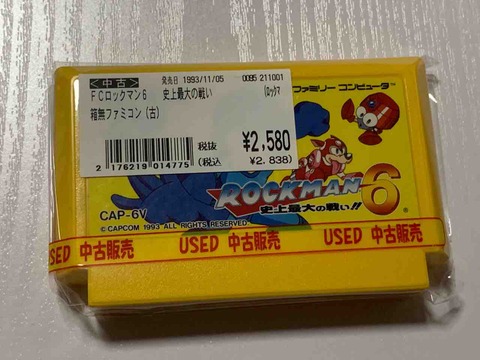 <中古>
発売日 1993/11/05
0095 211001
FCロックマン6 史上最大の戦い
(ロックマ
箱無ファミコン (古)
税抜 ¥2,580
(税込 ¥2,838)
2 176219 014775
ファミリー コンピュータ
ROCKMAN 6
史上最大の戦い!!
CAP-6V
© CAPCOM 1993 ALL RIGHTS RESERVED.
USED 中古販売 USED 中古販売 USED 中古販売